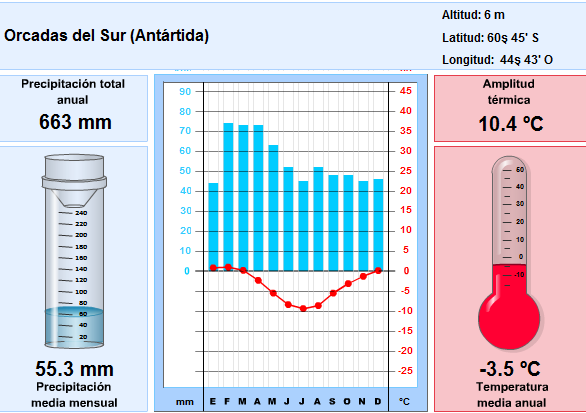 Orcadas del Sur (Antártida)
Altitud: 6 m
Latitud: 60ş 45' S
Longitud: 44ş 43' O
Precipitación total
anual
663 mm
240
220
200
180
160
140
120
100
80
60
40
20
55.3 mm
Precipitación
media mensual
90 45
80 40
70 35
60 30
50 25
40 20
30 15
20 10
10 5
0 0
-5
-10
-15
-20
-25
mm E F M A M J J A S O N D °C
Amplitud
térmica
10.4 ºC
50
40
30
20
10
0
-10
-3.5 ºC
Temperatura
media anual